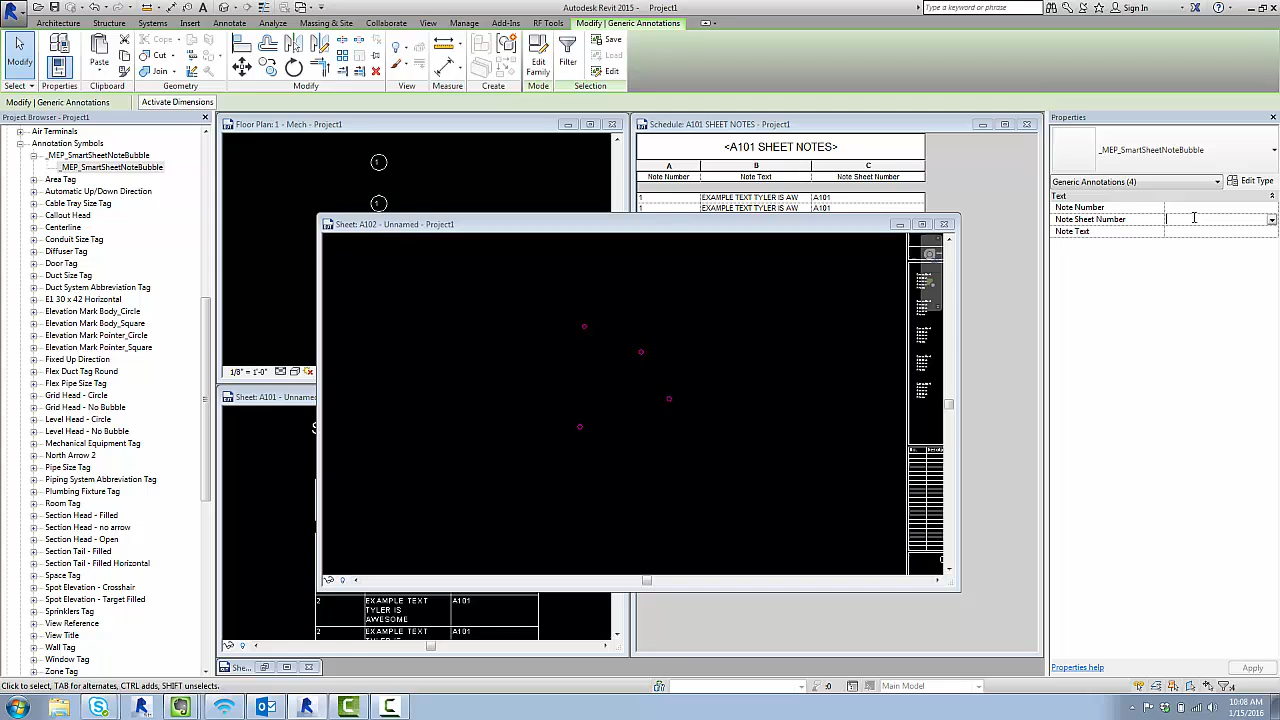 Autodesk Revit 2015 - Project1
Type a keyword or phrase
Sign In
Architecture
Structure
Systems
Insert
Annotate
Analyze
Massing & Site
Collaborate
View
Manage
Add-Ins
RF Tools
Modify | Generic Annotations
Modify
Paste
Cope
Cut
Join
Edit
Family
Filter
Save
Load
Edit
Select
Properties
Clipboard
Geometry
Modify
View
Measure
Create
Mode
Selection
Modify | Generic Annotations
Activate Dimensions
Project Browser - Project1
Air Terminals
Annotation Symbols
_MEP_SmartSheetNoteBubble
_MEP_SmartSheetNoteBubble
Area Tag
Automatic Up/Down Direction
Cable Tray Size Tag
Callout Head
Centerline
Conduit Size Tag
Diffuser Tag
Door Tag
Duct Size Tag
Duct System Abbreviation Tag
E1 30 x 42 Horizontal
Elevation Mark Body_Circle
Elevation Mark Body_Square
Elevation Mark Pointer_Circle
Elevation Mark Pointer_Square
Fixed Up Direction
Flex Duct Tag Round
Flex Pipe Size Tag
Grid Head - Circle
Grid Head - No Bubble
Level Head - Circle
Level Head - No Bubble
Mechanical Equipment Tag
North Arrow 2
Pipe Size Tag
Piping System Abbreviation Tag
Plumbing Fixture Tag
Room Tag
Section Head - Filled
Section Head - no arrow
Section Head - Open
Section Tail - Filled
Section Tail - Filled Horizontal
Space Tag
Spot Elevation - Crosshair
Spot Elevation - Target Filled
Sprinklers Tag
View Reference
View Title
Wall Tag
Window Tag
Zone Tag
Floor Plan: 1 - Mech - Project1
1
1
1/8" = 1'-0"
Schedule: A101 SHEET NOTES - Project1
<A101 SHEET NOTES>
A B C
Note Number Note Text Note Sheet Number
1 EXAMPLE TEXT TYLER IS AW A101
1 EXAMPLE TEXT TYLER IS AW A101
Sheet: A102 - Unnamed - Project1
Sheet: A101 - Unnamed
2 EXAMPLE TEXT A101
TYLER IS
AWESOME
2 EXAMPLE TEXT A101
TYLER IS
She...
Properties
_MEP_SmartSheetNoteBubble
Generic Annotations (4)
Edit Type
Text
Note Number
Note Sheet Number
Note Text
Properties help
Apply
Click to select, TAB for alternates, CTRL adds, SHIFT unselects.
:0
Main Model
:4
10:08 AM
1/15/2016